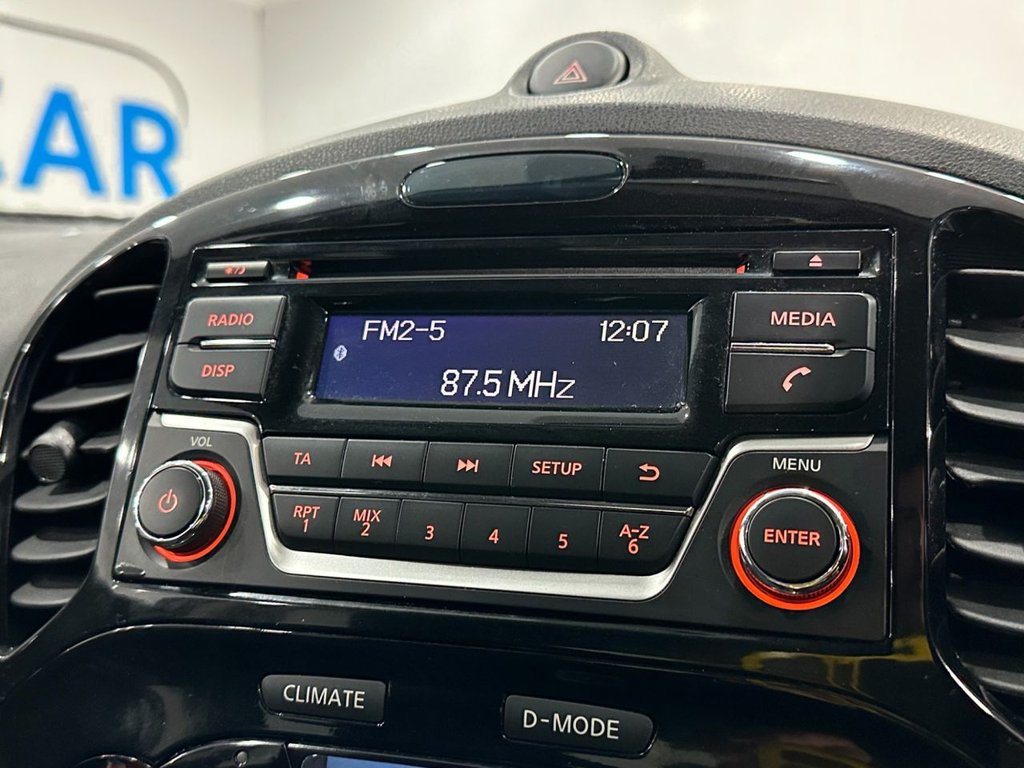 CAR
RADIO
DISP
FM2-5 12:07
87.5 MHz
MEDIA
VOL
TA
SETUP
MENU
RPT
1
MIX
2
3
4
5
A-Z
6
ENTER
CLIMATE
D-MODE